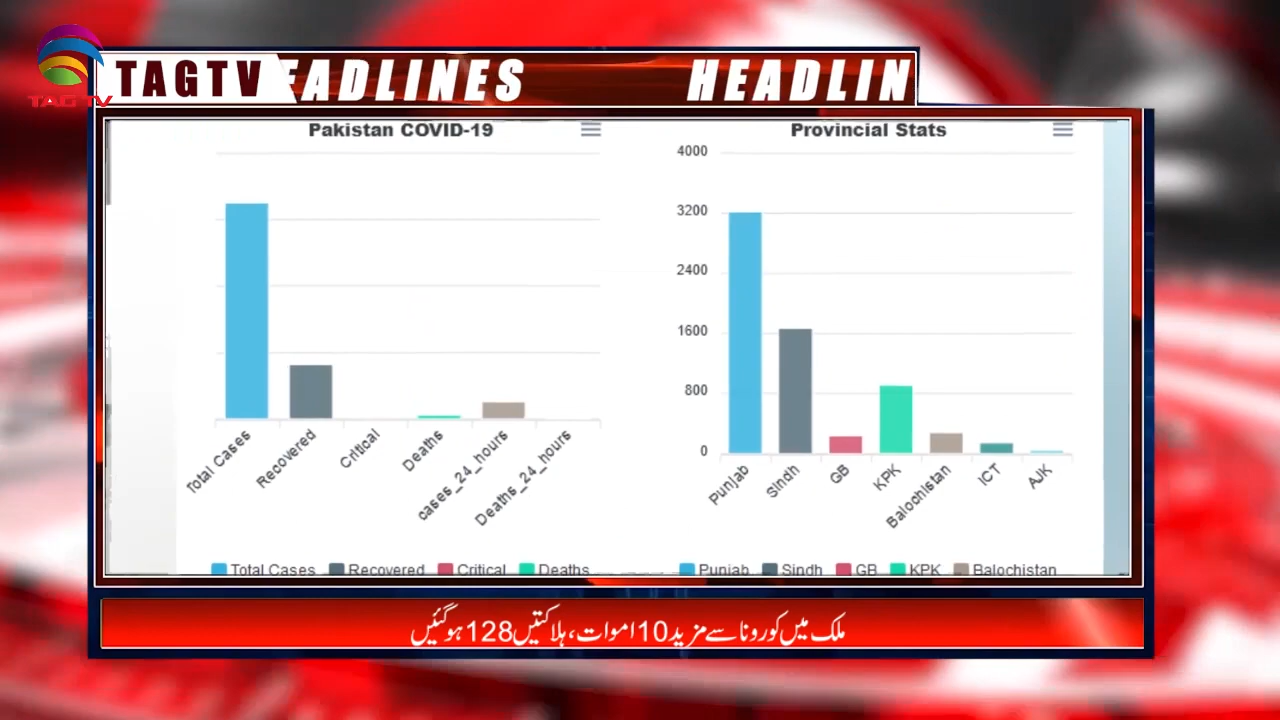 TAG TV
TAGTV
EADLINES
HEADLIN
Pakistan COVID-19
Total Cases
Recovered
Critical
Deaths
cases_24_hours
Deaths_24_hours
Total Cases Recovered Critical Deaths
Provincial Stats
4000
3200
2400
1600
800
0
Punjab
Sindh
GB
KPK
Balochistan
ICT
AJK
Punjab Sindh GB KPK Balochistan
ملک میں کورونا سے مزید 10 اموات، ہلاکتیں 128 ہوگئیں